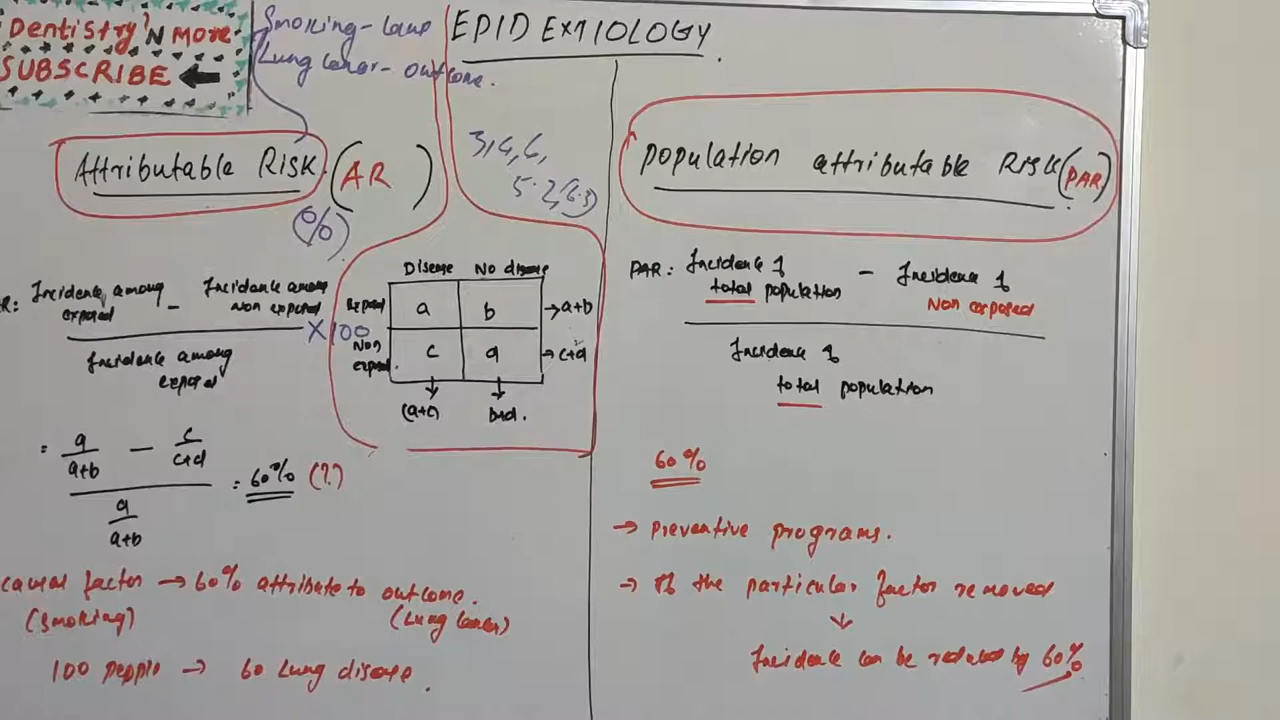 Dentistry 'N More
SUBSCRIBE
Smoking - cause
Lung cancer - outcome.
EPIDEXTIOLOGY
Attributable Risk. (AR)
(%)
3, 4, 6,
5.2, 6.3
Population attributable Risk (PAR)
R: Incidence among exposed - Incidence among non exposed
Incidence among exposed
X100
Disease No disease
Exposed a b → a+b
Non exposed. c d → c+d
(a+c) b+d.
PAR: Incidence of total population - Incidence of Non exposed
Incidence of total population
= a/a+b - c/c+d
a/a+b
= 60% (?)
causal factor → 60% attribute to outcome.
(smoking) (Lung cancer)
100 people → 60 Lung disease.
60%
→ Preventive programs.
→ If the particular factor removed
Incidence can be reduced by 60%